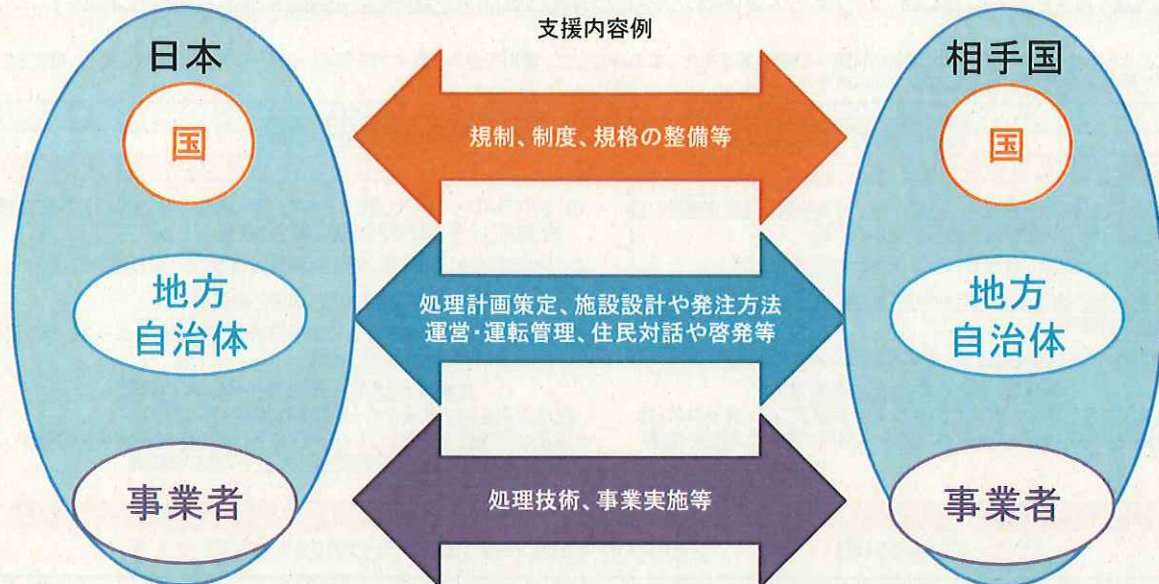 支援内容例
日本
相手国
国
規制、制度、規格の整備等
国
地方
自治体
処理計画策定、施設設計や発注方法
運営・運転管理、住民対話や啓発等
地方
自治体
事業者
処理技術、事業実施等
事業者